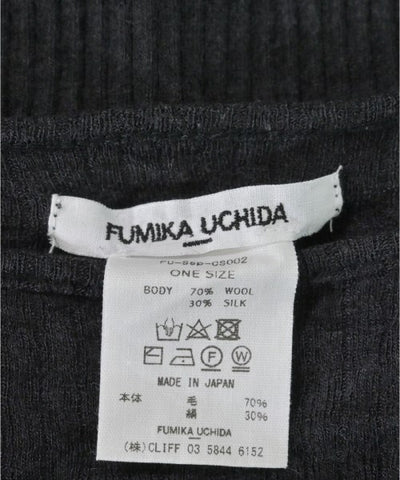 FUMIKA UCHIDA
ONE SIZE
BODY 70% WOOL
30% SILK
F W
MADE IN JAPAN
本体 毛 70%
絹 30%
FUMIKA UCHIDA
(株)CLIFF 03 5844 6152